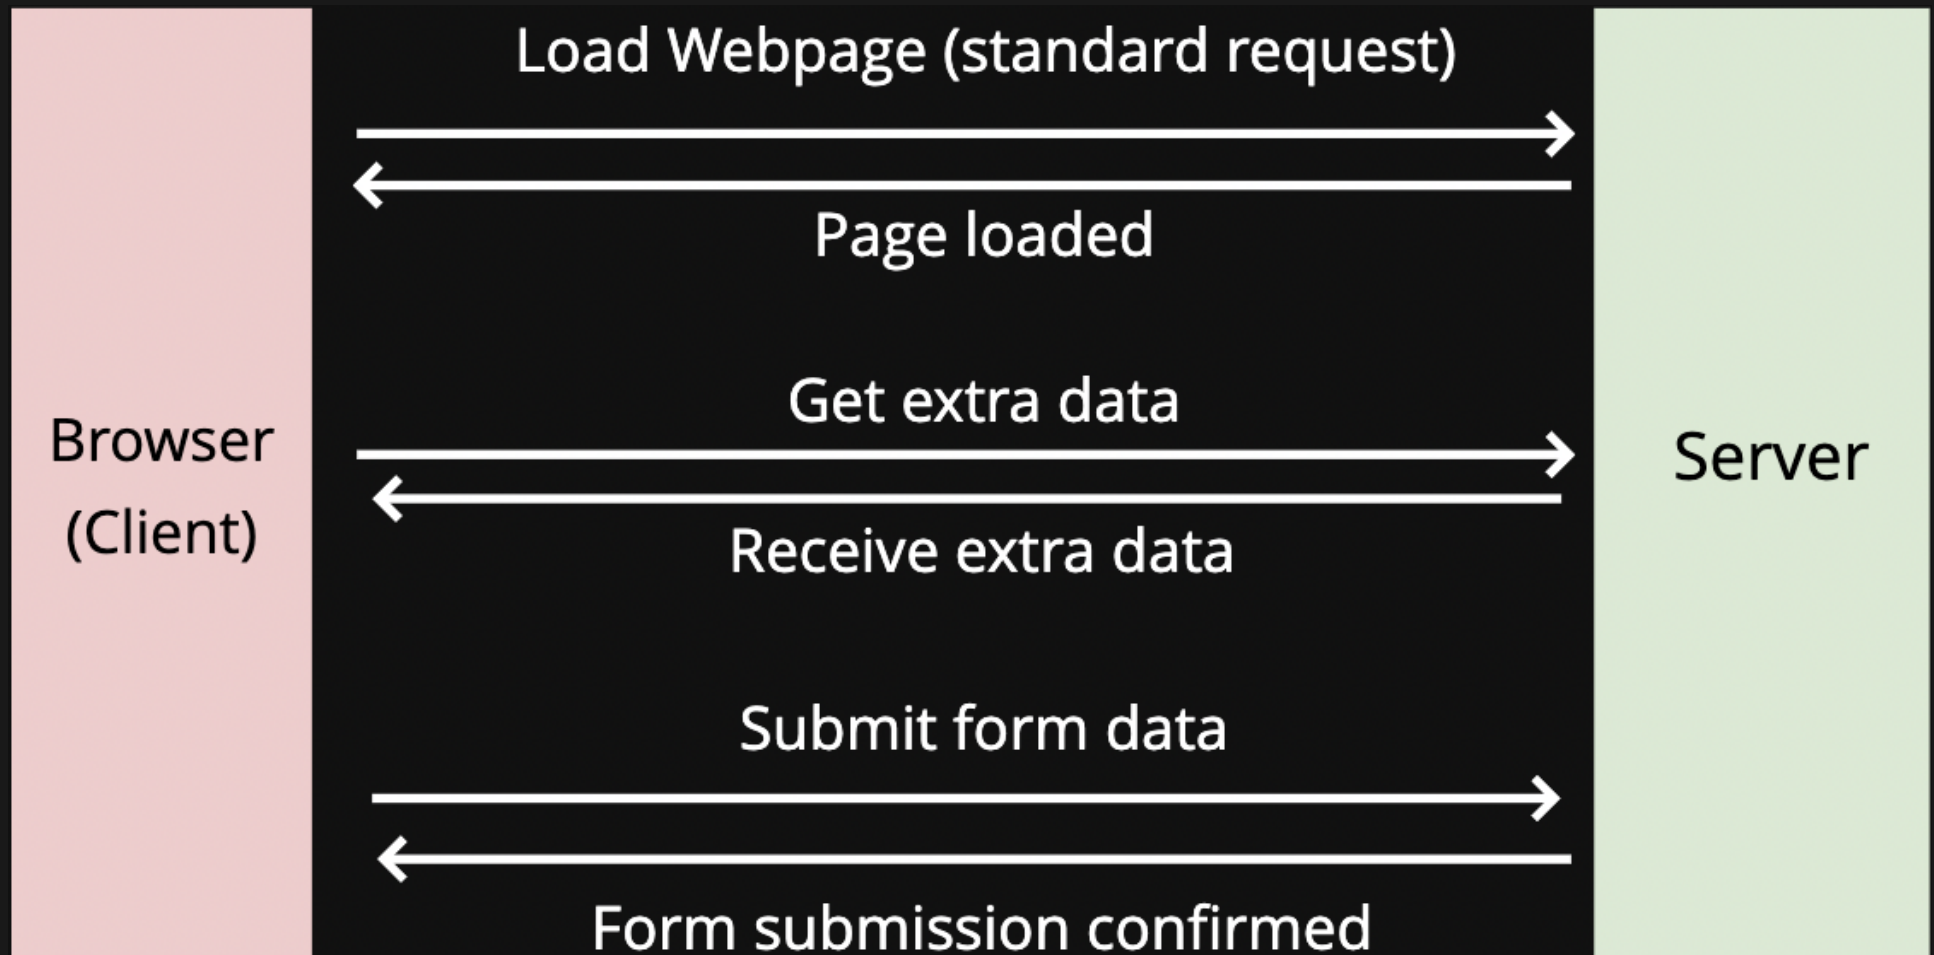 Load Webpage (standard request)
Page loaded
Get extra data
Browser
(Client)
Server
Receive extra data
Submit form data
Form submission confirmed